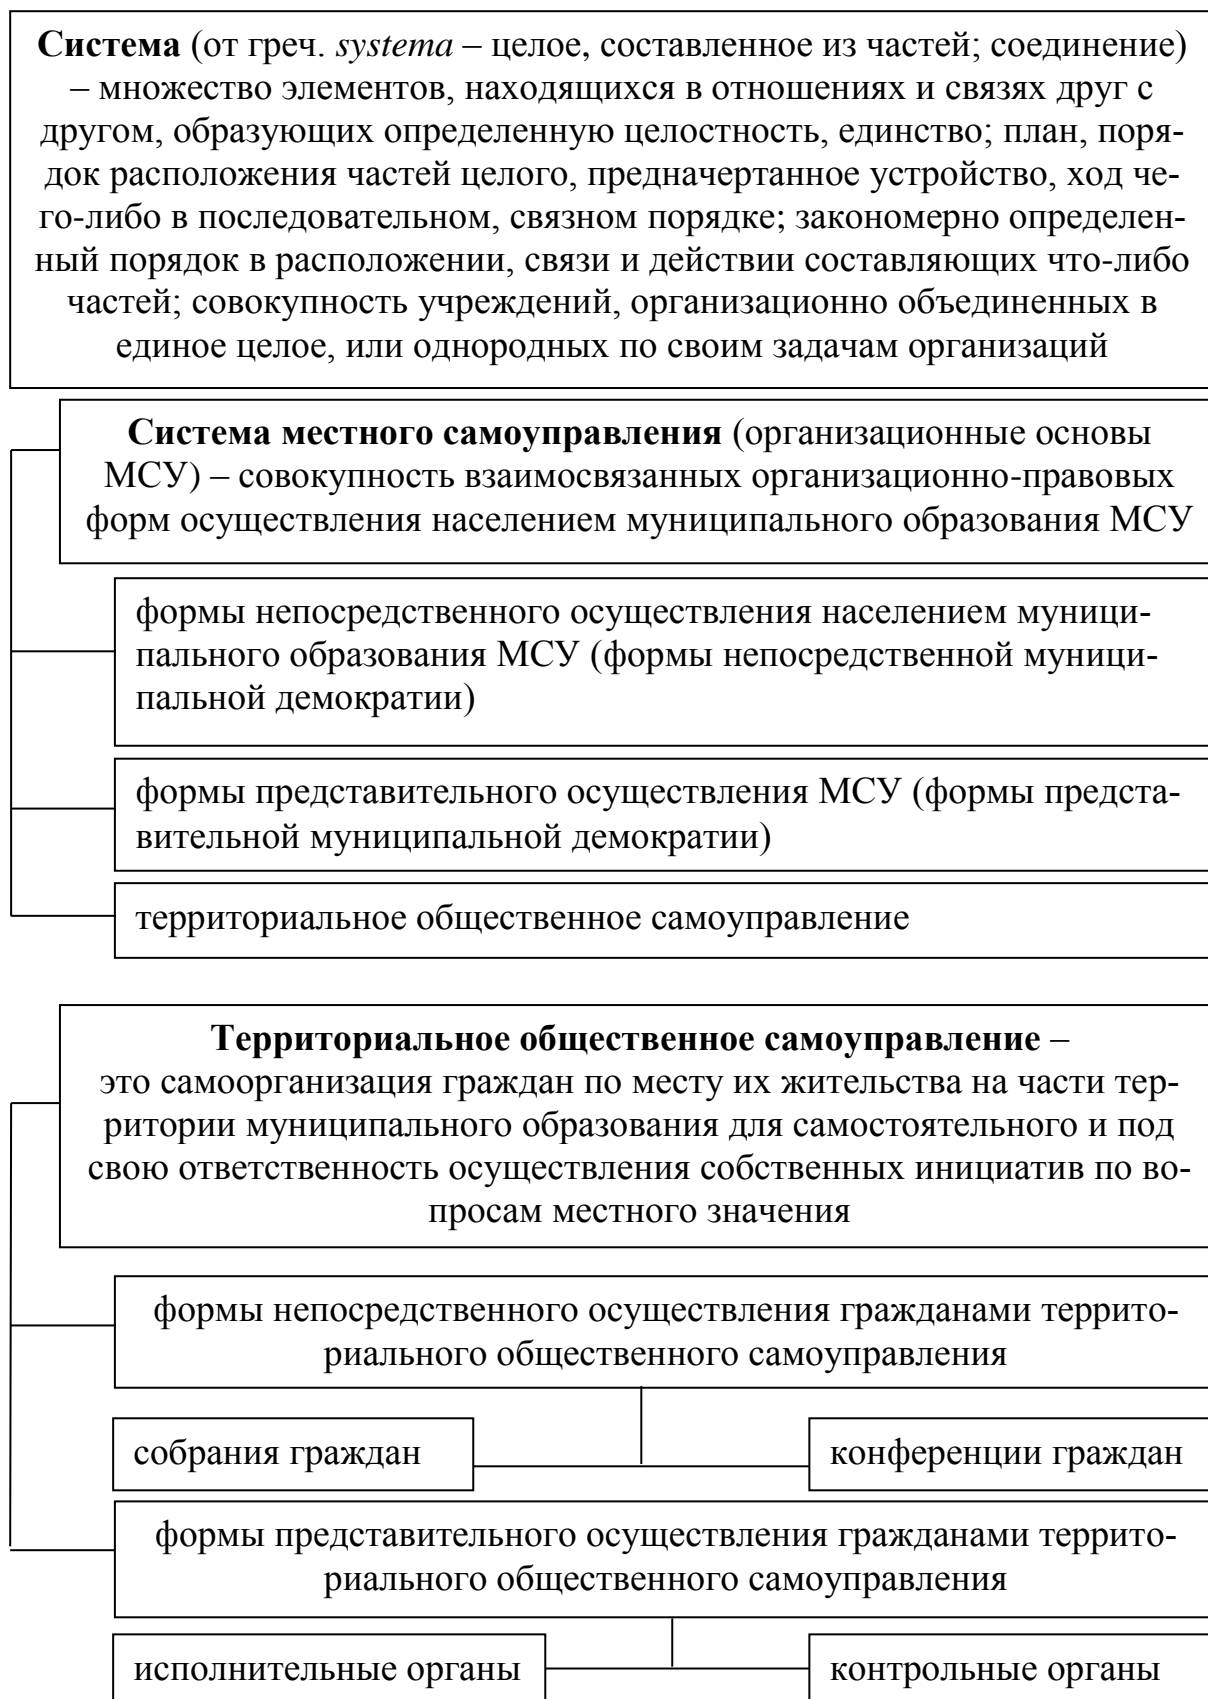 Система (от греч. systema – целое, составленное из частей; соединение)
– множество элементов, находящихся в отношениях и связях друг с
другом, образующих определенную целостность, единство; план, поря-
док расположения частей целого, предначертанное устройство, ход че-
го-либо в последовательном, связном порядке; закономерно определен-
ный порядок в расположении, связи и действии составляющих что-либо
частей; совокупность учреждений, организационно объединенных в
единое целое, или однородных по своим задачам организаций
Система местного самоуправления (организационные основы
МСУ) – совокупность взаимосвязанных организационно-правовых
форм осуществления населением муниципального образования МСУ
формы непосредственного осуществления населением муници-
пального образования МСУ (формы непосредственной муници-
пальной демократии)
формы представительного осуществления МСУ (формы предста-
вительной муниципальной демократии)
территориальное общественное самоуправление
Территориальное общественное самоуправление –
это самоорганизация граждан по месту их жительства на части тер-
ритории муниципального образования для самостоятельного и под
свою ответственность осуществления собственных инициатив по во-
просам местного значения
формы непосредственного осуществления гражданами террито-
риального общественного самоуправления
собрания граждан
конференции граждан
формы представительного осуществления гражданами террито-
риального общественного самоуправления
исполнительные органы
контрольные органы